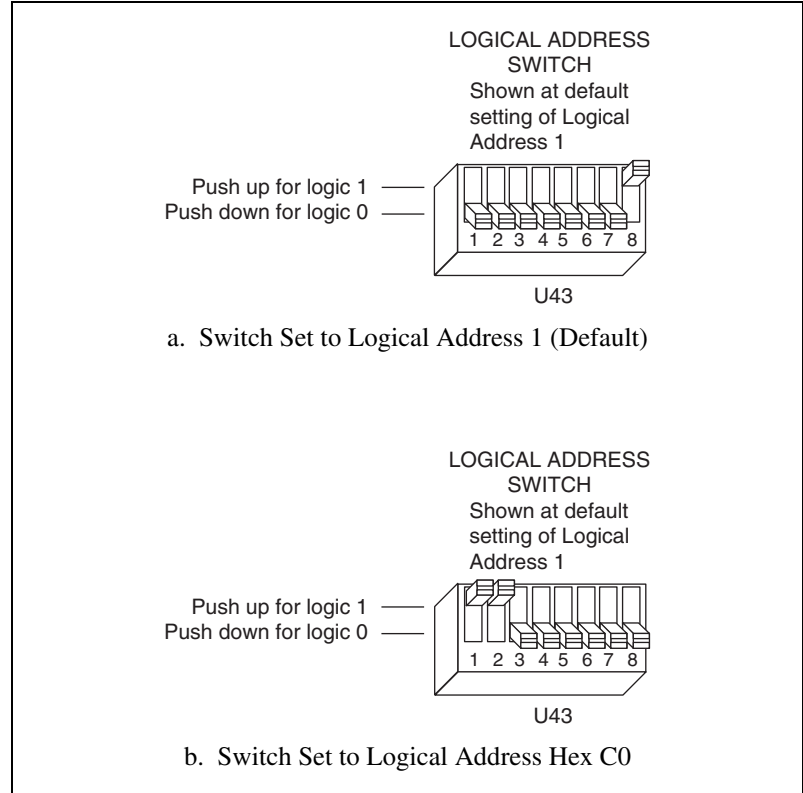 LOGICAL ADDRESS
SWITCH
Shown at default
setting of Logical
Address 1
Push up for logic 1
Push down for logic 0
1 2 3 4 5 6 7 8
U43
a. Switch Set to Logical Address 1 (Default)
LOGICAL ADDRESS
SWITCH
Shown at default
setting of Logical
Address 1
Push up for logic 1
Push down for logic 0
1 2 3 4 5 6 7 8
U43
b. Switch Set to Logical Address Hex C0